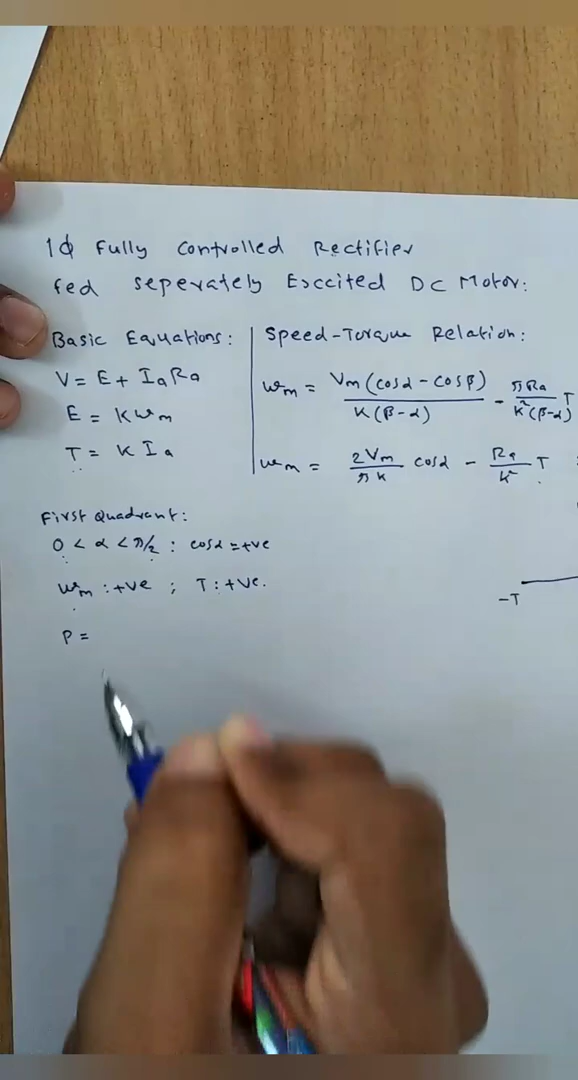 1ϕ Fully Controlled Rectifier
fed seperately Excited DC Motor:
Basic Equations:
V = E + IaRa
E = Kωm
T = K Ia
Speed-Torque Relation:
ωm = Vm(cosα - cosβ) / K(β-α) - πRa / K²(β-α) T
ωm = 2Vm / πK cosα - Ra / K² T
First Quadrant:
0 < α < π/2 : cosα = +ve
ωm : +ve ; T : +ve.
P =
-T